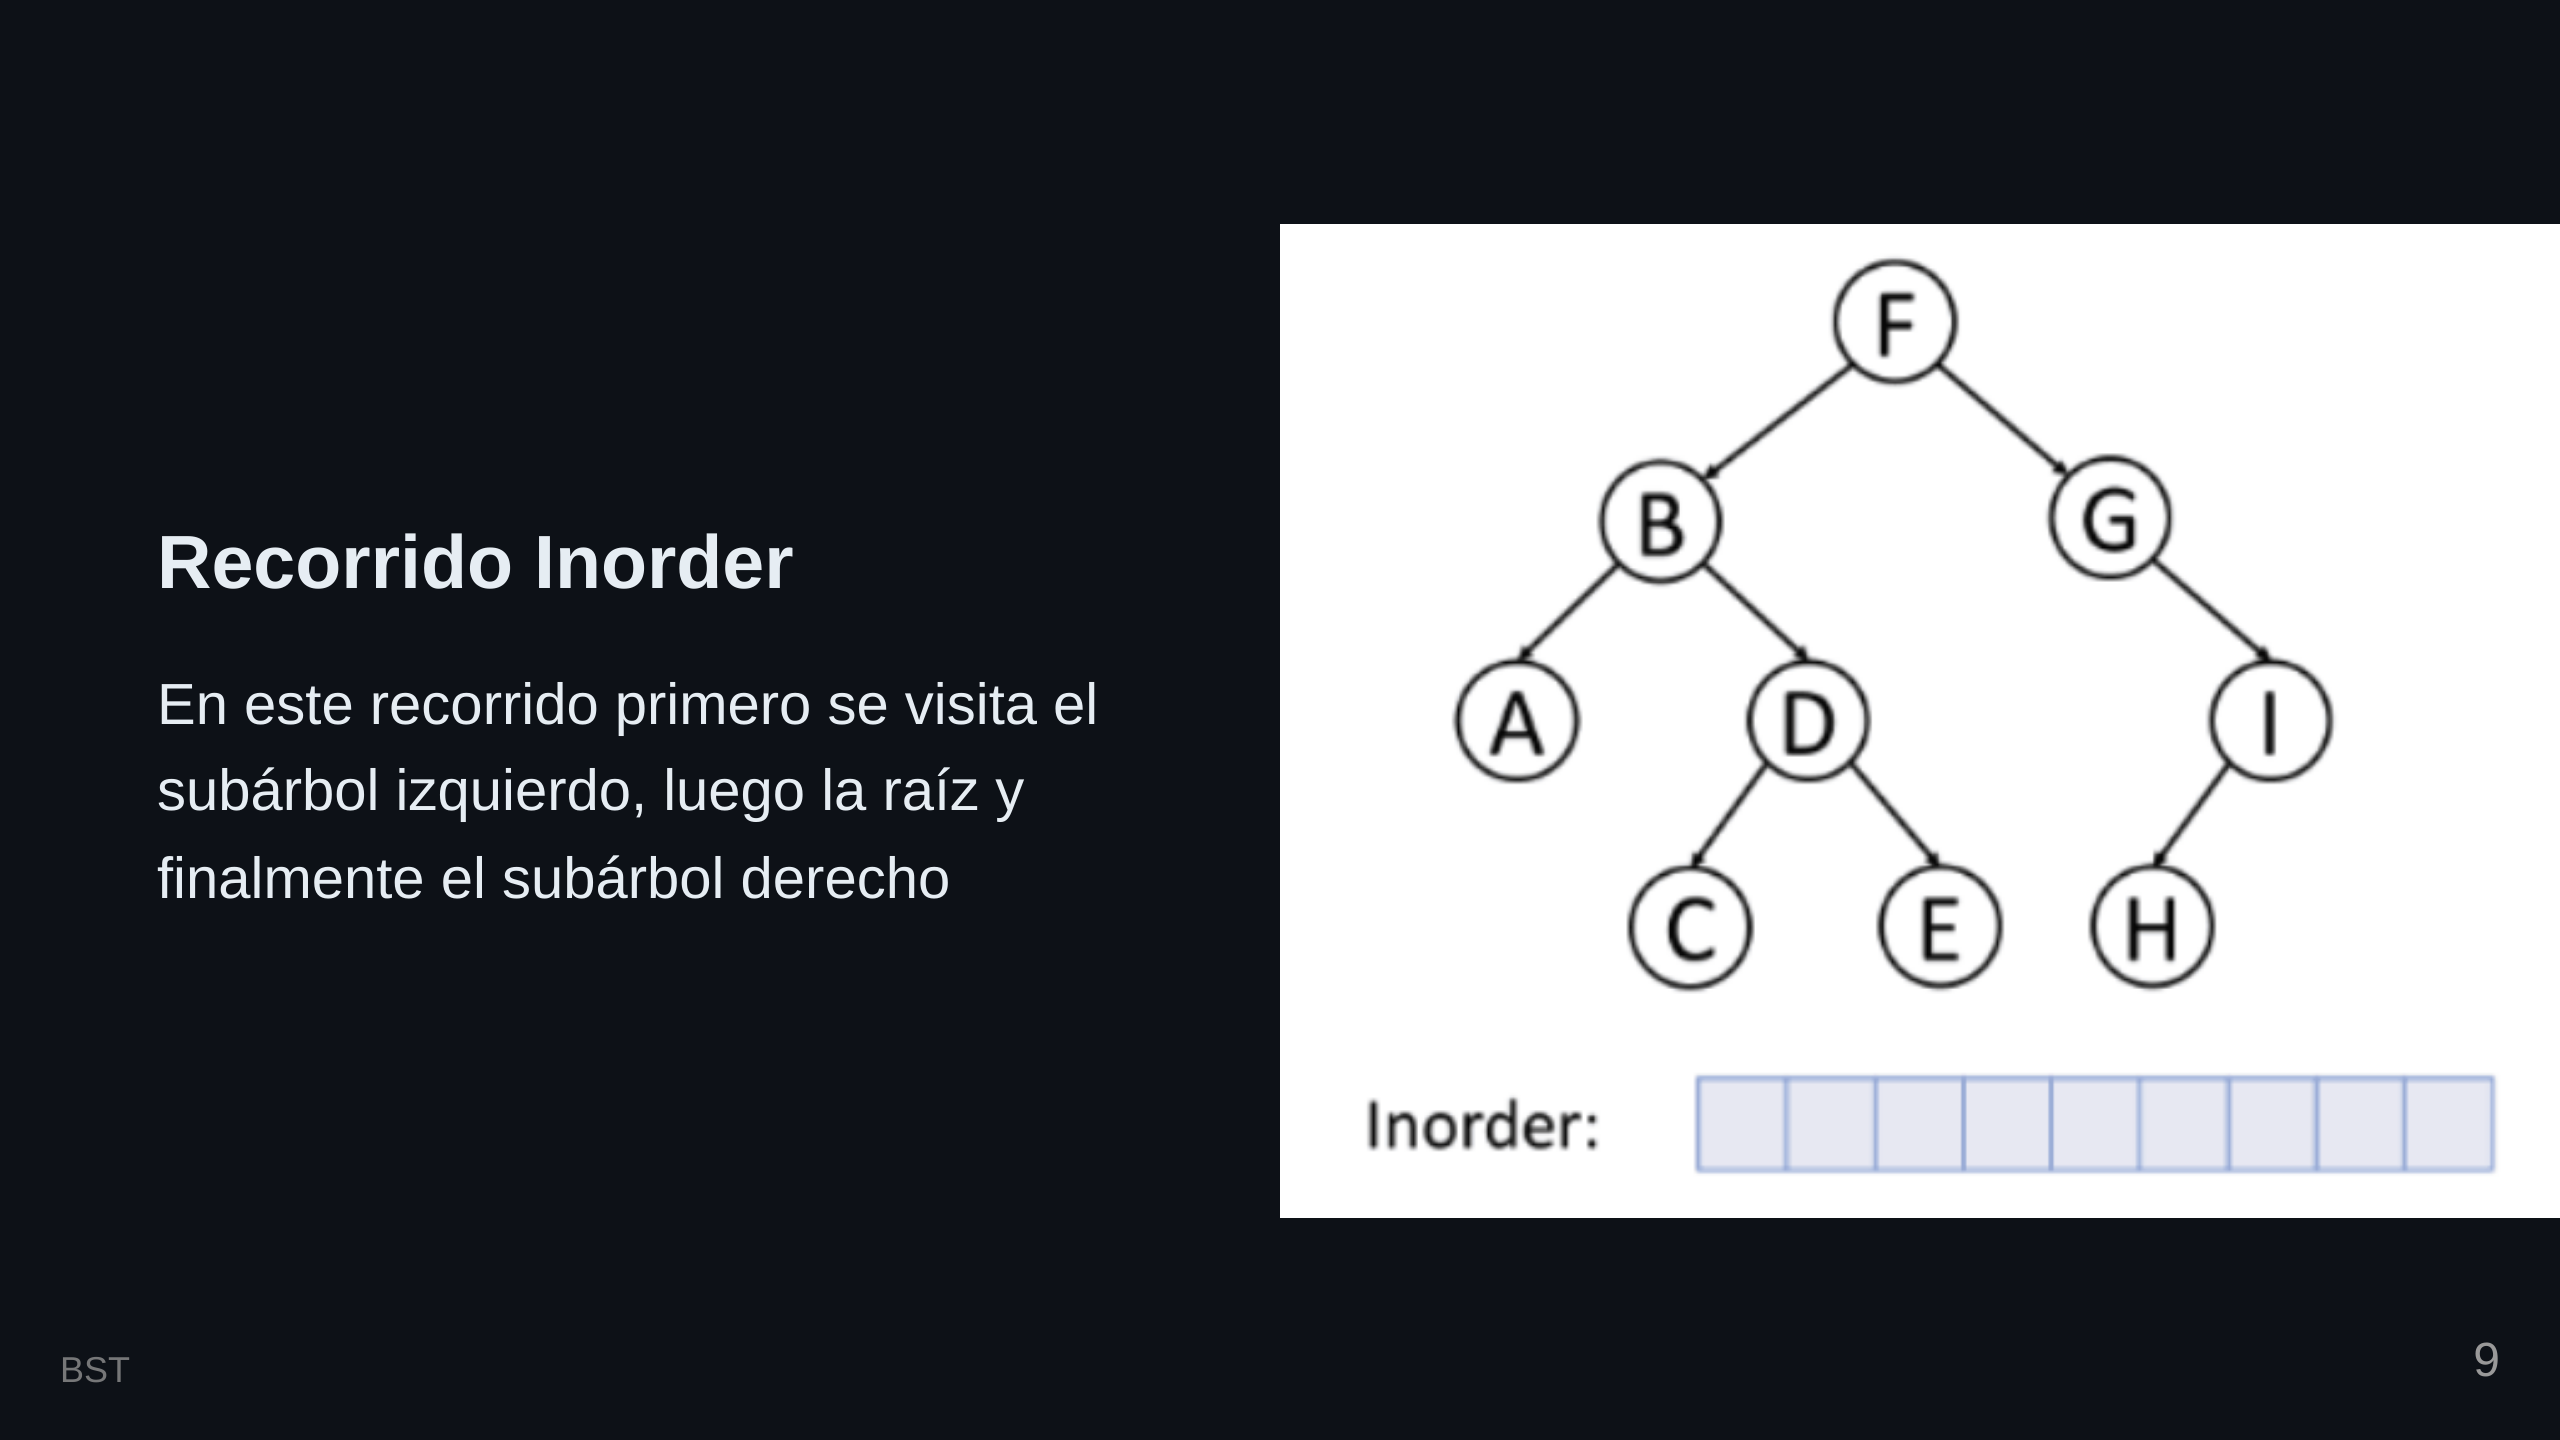 Recorrido Inorder
En este recorrido primero se visita el
subárbol izquierdo, luego la raíz y
finalmente el subárbol derecho
F
B
G
A
D
I
C
E
H
Inorder:
BST
9